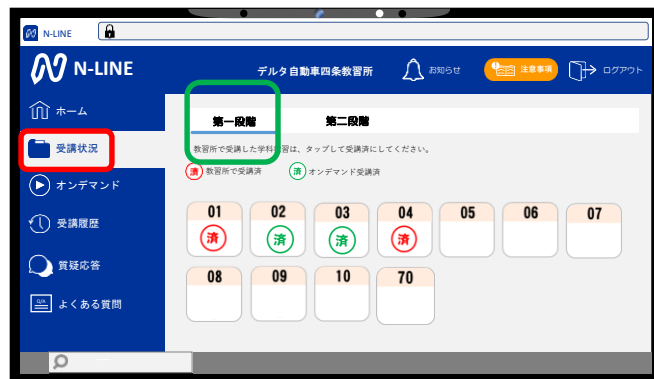 N-LINE
N-LINE
デルタ自動車四条教習所
お知らせ
注意事項
ログアウト
ホーム
受講状況
オンデマンド
受講履歴
質疑応答
よくある質問
第一段階 第二段階
教習所で受講した学科教習は、タップして受講済にしてください。
済 教習所で受講済 済 オンデマンド受講済
01 02 03 04 05 06 07
済 済 済 済
08 09 10 70